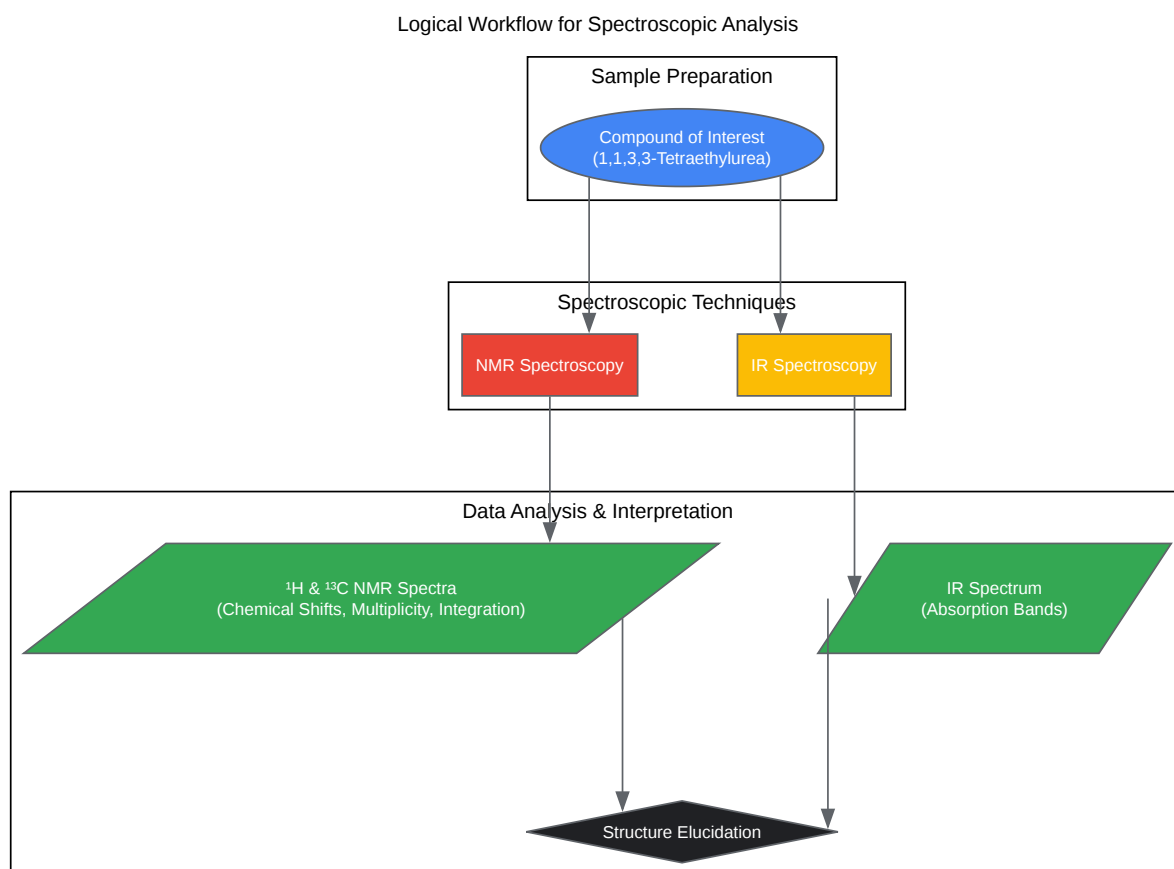 Logical Workflow for Spectroscopic Analysis
Sample Preparation
Compound of Interest
(1,1,3,3-Tetraethylurea)
Spectroscopic Techniques
NMR Spectroscopy
IR Spectroscopy
Data Analysis & Interpretation
¹H & ¹³C NMR Spectra
(Chemical Shifts, Multiplicity, Integration)
IR Spectrum
(Absorption Bands)
Structure Elucidation